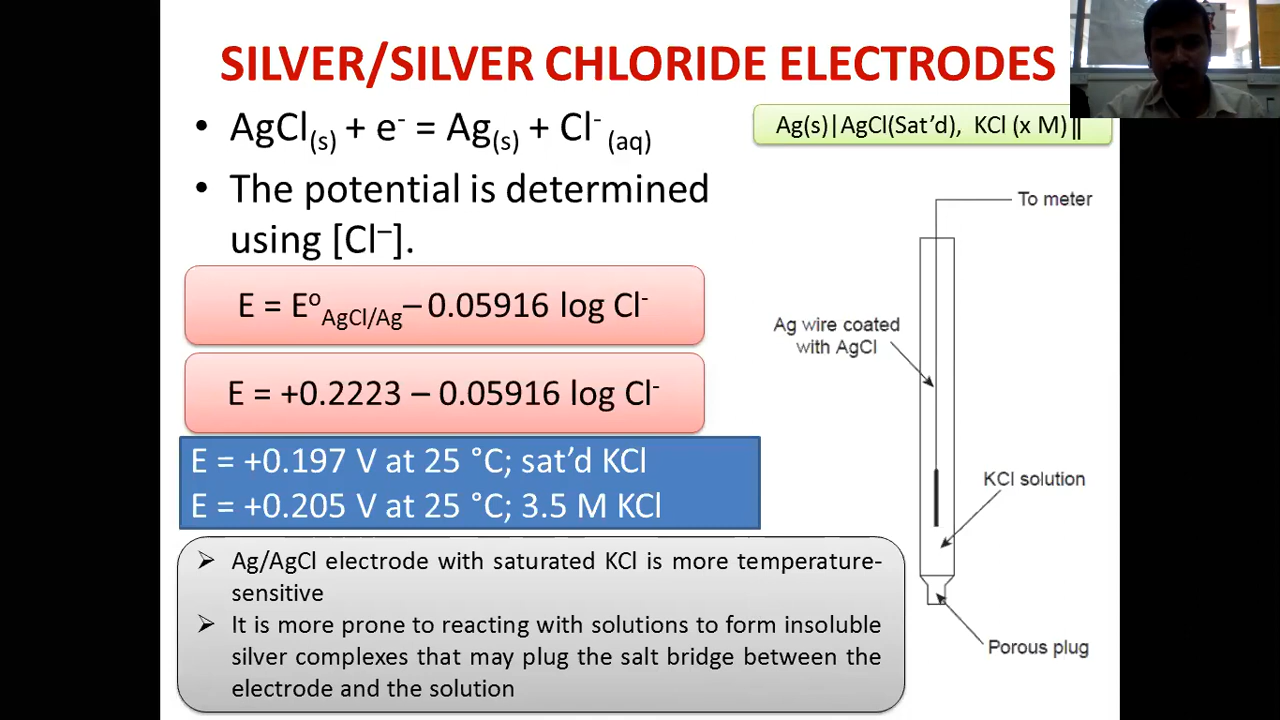 SILVER/SILVER CHLORIDE ELECTRODES
• AgCl(s) + e- = Ag(s) + Cl- (aq)
Ag(s)|AgCl(Sat’d), KCl (x M)‖
• The potential is determined
using [Cl–].
E = Eo AgCl/Ag – 0.05916 log Cl-
E = +0.2223 – 0.05916 log Cl-
E = +0.197 V at 25 °C; sat’d KCl
E = +0.205 V at 25 °C; 3.5 M KCl
➢ Ag/AgCl electrode with saturated KCl is more temperature-
sensitive
➢ It is more prone to reacting with solutions to form insoluble
silver complexes that may plug the salt bridge between the
electrode and the solution
To meter
Ag wire coated
with AgCl
KCl solution
Porous plug